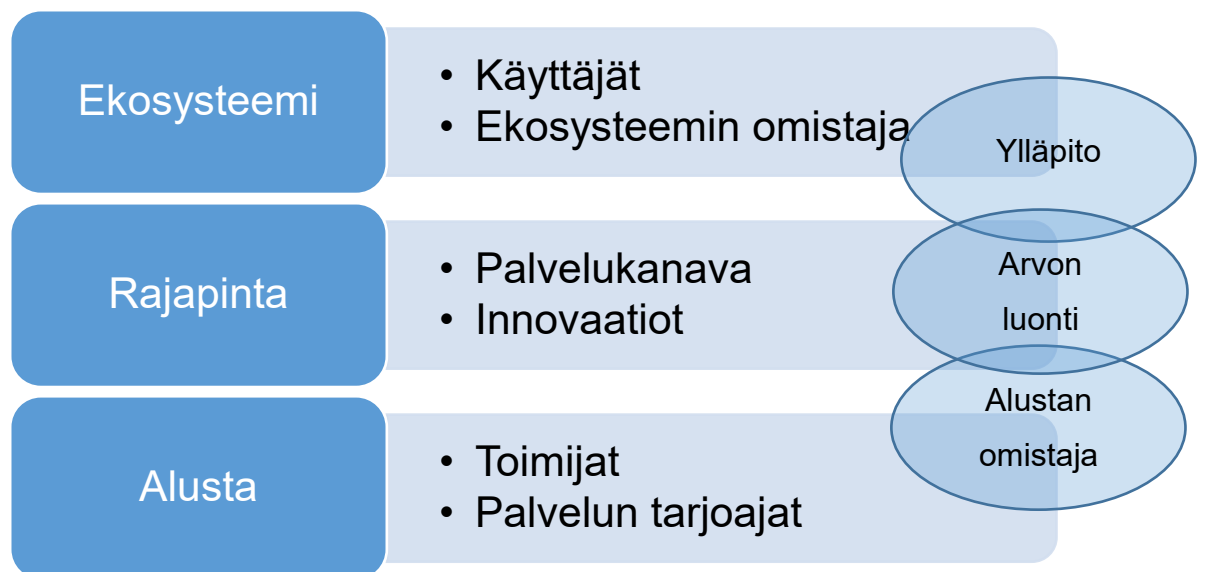 Ekosysteemi
• Käyttäjät
• Ekosysteemin omistaja
Ylläpito
Rajapinta
• Palvelukanava
• Innovaatiot
Arvon
luonti
Alusta
• Toimijat
• Palvelun tarjoajat
Alustan
omistaja